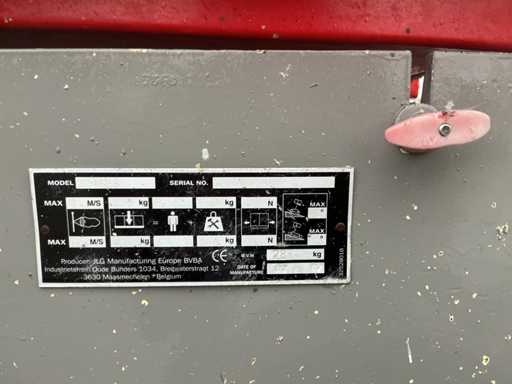 MODEL SERIAL NO.
MAX M/S kg kg N MAX
MAX M/S kg kg N MAX
Producer: JLG Manufacturing Europe BVBA
Industrieterrein Oude Bunders 1034, Breitwaterstraat 12
3630 Maasmechelen - Belgium
CE R.V.N kg
DATE OF
MANUFACTURE